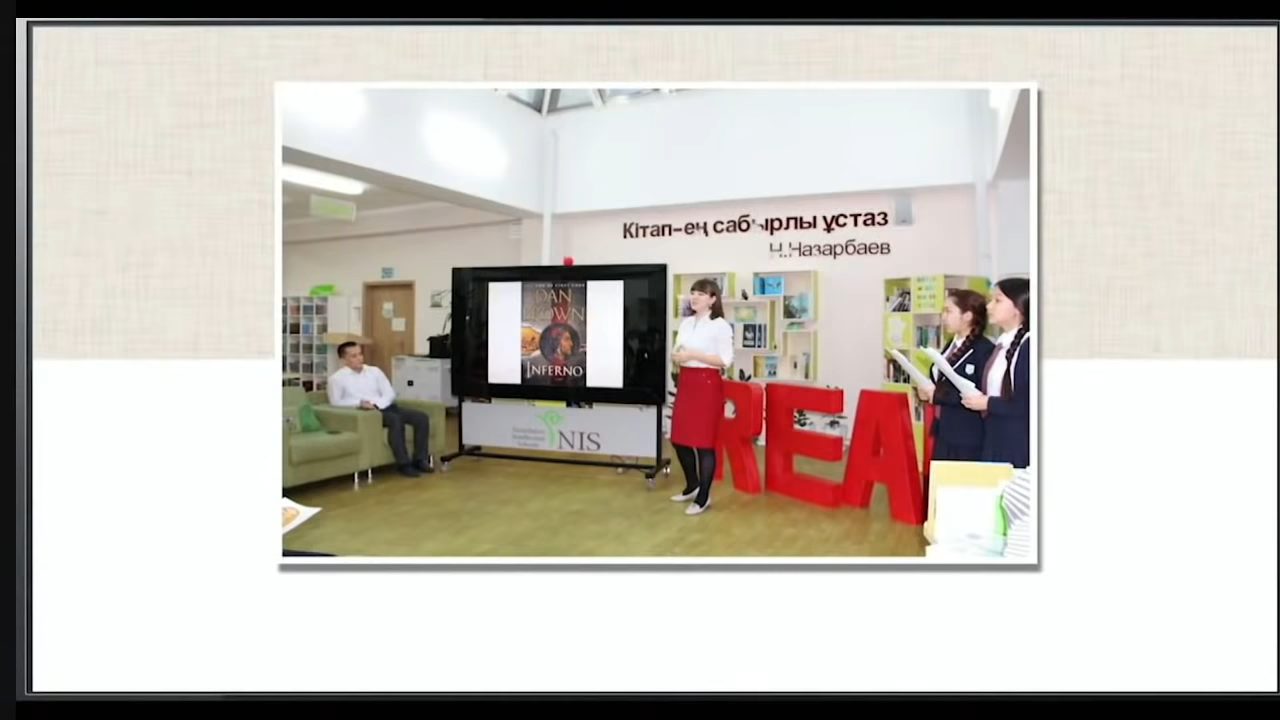 Кітап-ең сабырлы ұстаз
Н.Назарбаев
DAN
BROWN
INFERNO
NIS
REA